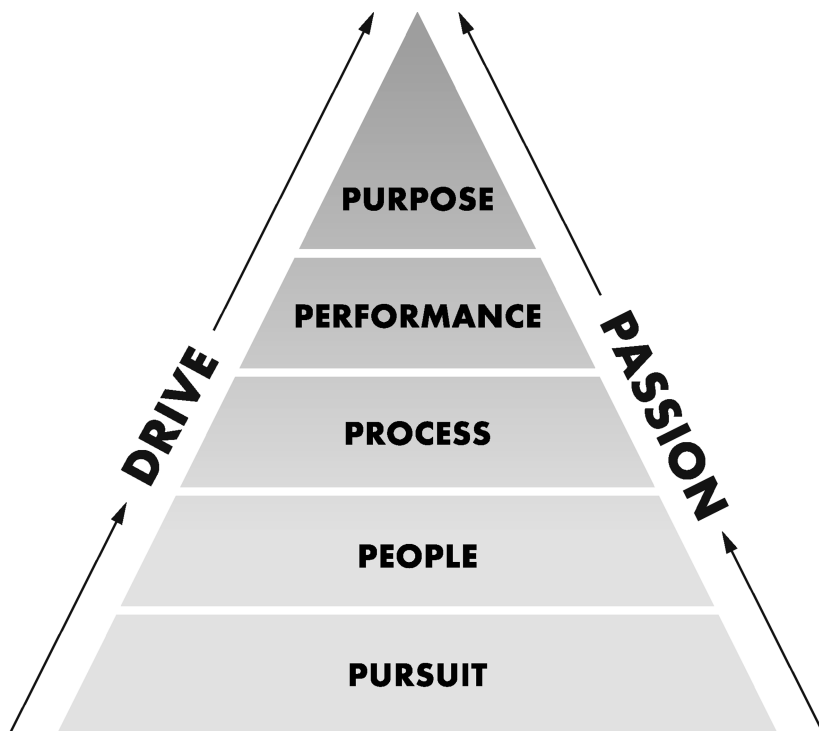 PURPOSE
PERFORMANCE
DRIVE
PASSION
PROCESS
PEOPLE
PURSUIT